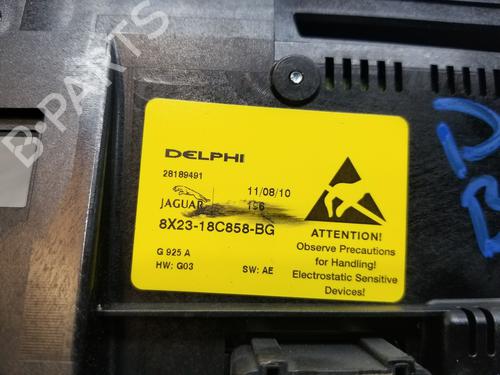 B-PARTS
DELPHI
28189491
11/08/10
JAGUAR
8X23-18C858-BG
G 925 A
HW: G03
SW: AE
ATTENTION!
Observe Precautions
for Handling!
Electrostatic Sensitive
Devices!